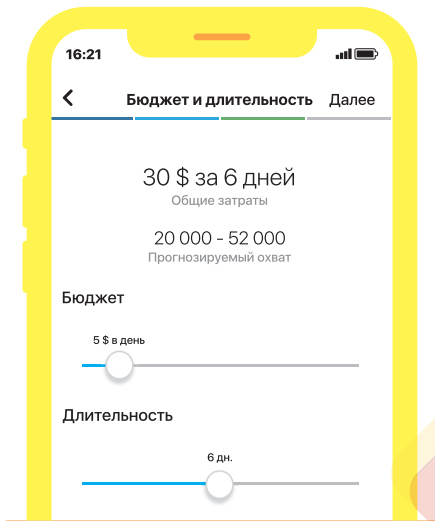 16:21
Бюджет и длительность Далее
30 $ за 6 дней
Общие затраты
20 000 - 52 000
Прогнозируемый охват
Бюджет
5 $ в день
Длительность
6 дн.